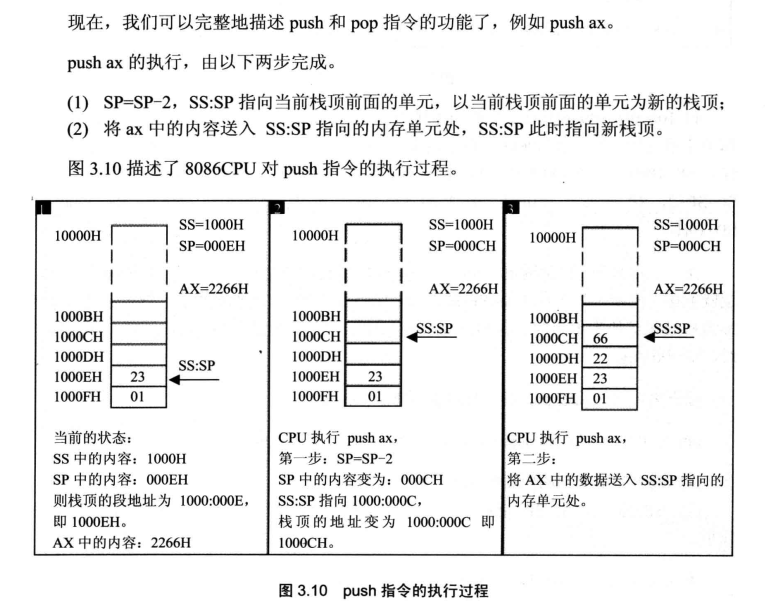 现在，我们可以完整地描述 push 和 pop 指令的功能了，例如 push ax。
push ax 的执行，由以下两步完成。
(1) SP=SP-2，SS:SP 指向当前栈顶前面的单元，以当前栈顶前面的单元为新的栈顶；
(2) 将 ax 中的内容送入 SS:SP 指向的内存单元处，SS:SP 此时指向新栈顶。
图 3.10 描述了 8086CPU 对 push 指令的执行过程。
1
10000H
SS=1000H
SP=000EH
AX=2266H
1000BH
1000CH
1000DH
SS:SP
1000EH 23
1000FH 01
当前的状态：
SS 中的内容：1000H
SP 中的内容：000EH
则栈顶的段地址为 1000:000E，
即 1000EH。
AX 中的内容：2266H
2
10000H
SS=1000H
SP=000CH
AX=2266H
1000BH
1000CH
SS:SP
1000DH
1000EH 23
1000FH 01
CPU 执行 push ax，
第一步：SP=SP-2
SP 中的内容变为：000CH
SS:SP 指向 1000:000C，
栈顶的地址变为 1000:000C 即
1000CH。
3
10000H
SS=1000H
SP=000CH
AX=2266H
1000BH
1000CH 66
SS:SP
1000DH 22
1000EH 23
1000FH 01
CPU 执行 push ax，
第二步：
将 AX 中的数据送入 SS:SP 指向的
内存单元处。
图 3.10 push 指令的执行过程